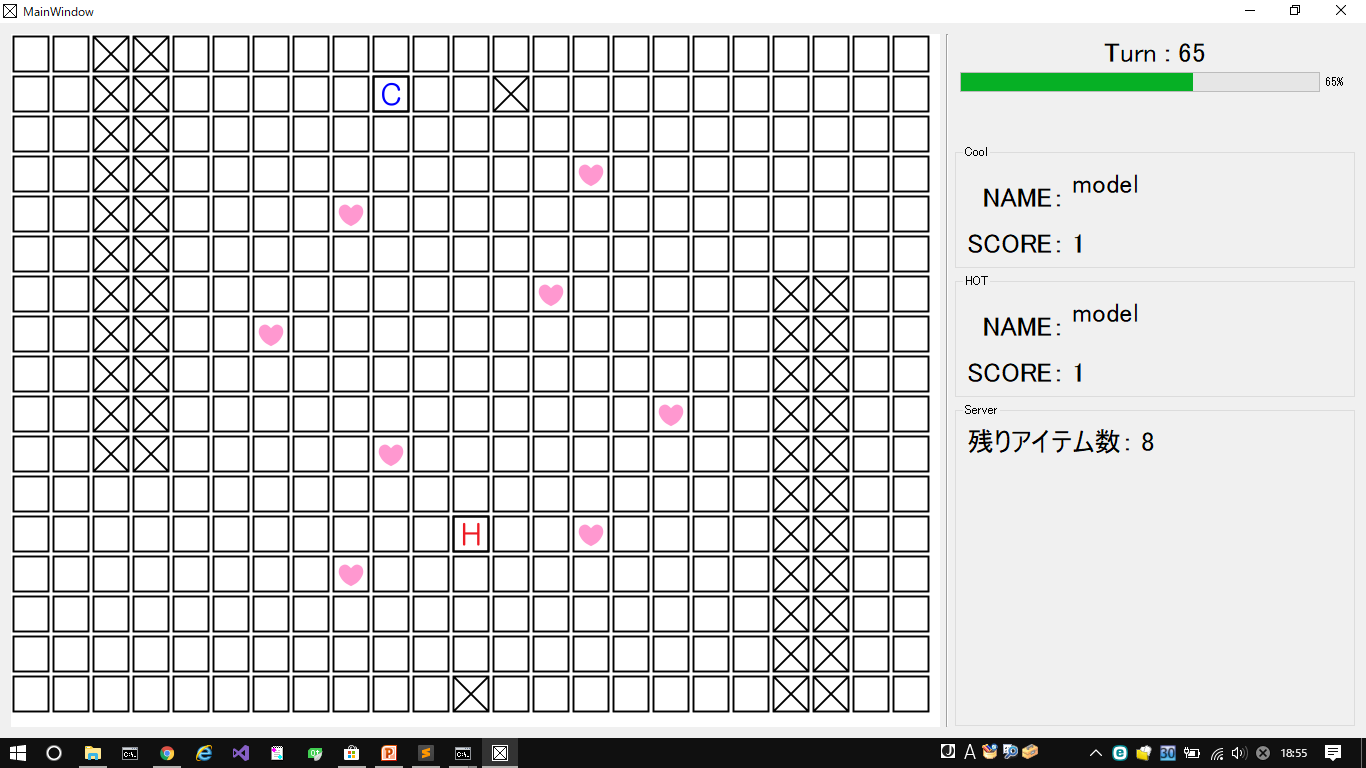 MainWindow
Turn : 65
65%
C
H
Cool
NAME: model
SCORE: 1
HOT
NAME: model
SCORE: 1
Server
残りアイテム数: 8
A
30
18:55